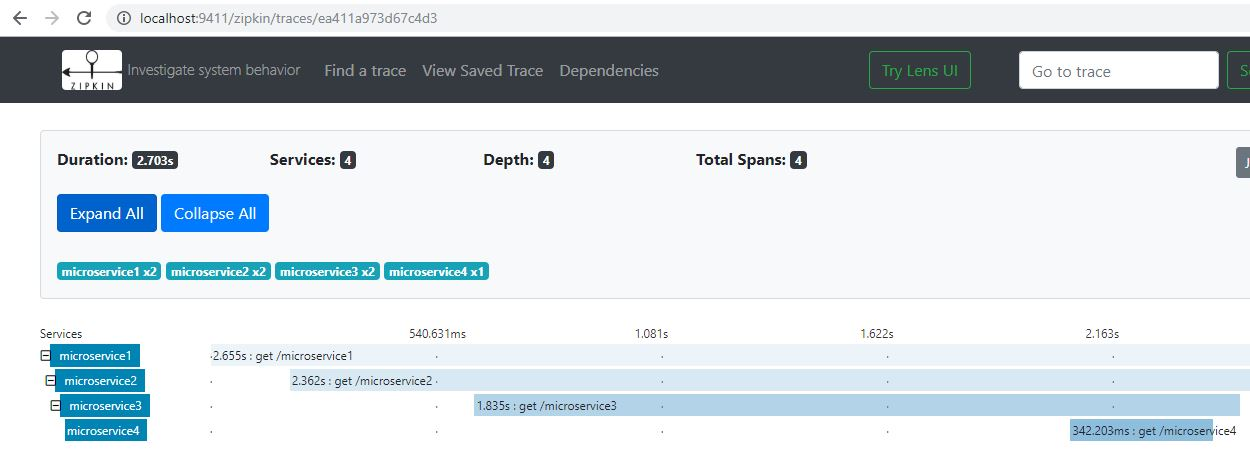 localhost:9411/zipkin/traces/ea411a973d67c4d3
ZIPKIN Investigate system behavior Find a trace View Saved Trace Dependencies Try Lens UI Go to trace
Duration: 2.703s Services: 4 Depth: 4 Total Spans: 4
Expand All Collapse All
microservice1 x2 microservice2 x2 microservice3 x2 microservice4 x1
Services 540.631ms 1.081s 1.622s 2.163s
microservice1 2.655s : get /microservice1
microservice2 2.362s : get /microservice2
microservice3 1.835s : get /microservice3
microservice4 342.203ms : get /microservice4